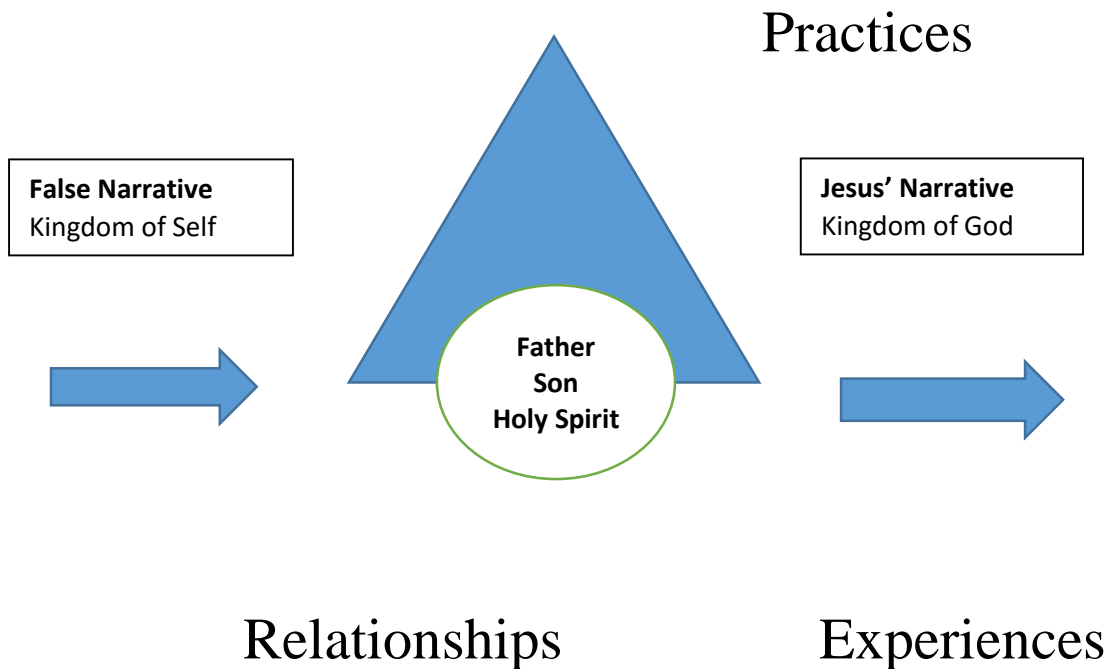 Practices
False Narrative
Kingdom of Self
Jesus’ Narrative
Kingdom of God
Father
Son
Holy Spirit
Relationships
Experiences